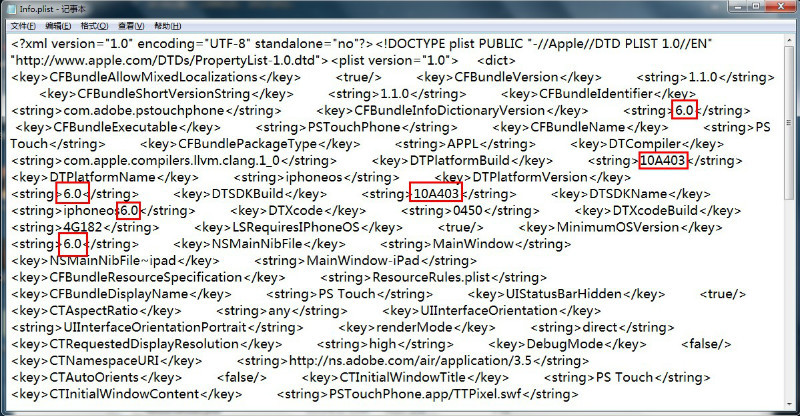 Info.plist - 记事本
文件(F) 编辑(E) 格式(O) 查看(V) 帮助(H)
<?xml version="1.0" encoding="UTF-8" standalone="no"?><!DOCTYPE plist PUBLIC "-//Apple//DTD PLIST 1.0//EN"
"http://www.apple.com/DTDs/PropertyList-1.0.dtd"><plist version="1.0"> <dict>
<key>CFBundleAllowMixedLocalizations</key> <true/> <key>CFBundleVersion</key> <string>1.1.0</string>
<key>CFBundleShortVersionString</key> <string>1.1.0</string> <key>CFBundleIdentifier</key>
<string>com.adobe.pstouchphone</string> <key>CFBundleInfoDictionaryVersion</key> <string>6.0</string>
<key>CFBundleExecutable</key> <string>PSTouchPhone</string> <key>CFBundleName</key> <string>PS
Touch</string> <key>CFBundlePackageType</key> <string>APPL</string> <key>DTCompiler</key>
<string>com.apple.compilers.llvm.clang.1_0</string> <key>DTPlatformBuild</key> <string>10A403</string>
<key>DTPlatformName</key> <string>iphoneos</string> <key>DTPlatformVersion</key>
<string>6.0</string> <key>DTSDKBuild</key> <string>10A403</string> <key>DTSDKName</key>
<string>iphoneos6.0</string> <key>DTXcode</key> <string>0450</string> <key>DTXcodeBuild</key>
<string>4G182</string> <key>LSRequiresIPhoneOS</key> <true/> <key>MinimumOSVersion</key>
<string>6.0</string> <key>NSMainNibFile</key> <string>MainWindow</string>
<key>NSMainNibFile~ipad</key> <string>MainWindow-iPad</string>
<key>CFBundleResourceSpecification</key> <string>ResourceRules.plist</string>
<key>CFBundleDisplayName</key> <string>PS Touch</string> <key>UIStatusBarHidden</key> <true/>
<key>CTAspectRatio</key> <string>any</string> <key>UIInterfaceOrientation</key>
<string>UIInterfaceOrientationPortrait</string> <key>renderMode</key> <string>direct</string>
<key>CTRequestedDisplayResolution</key> <string>high</string> <key>DebugMode</key> <false/>
<key>CTNamespaceURI</key> <string>http://ns.adobe.com/air/application/3.5</string>
<key>CTAutoOrients</key> <false/> <key>CTInitialWindowTitle</key> <string>PS Touch</string>
<key>CTInitialWindowContent</key> <string>PSTouchPhone.app/TTPixel.swf</string>